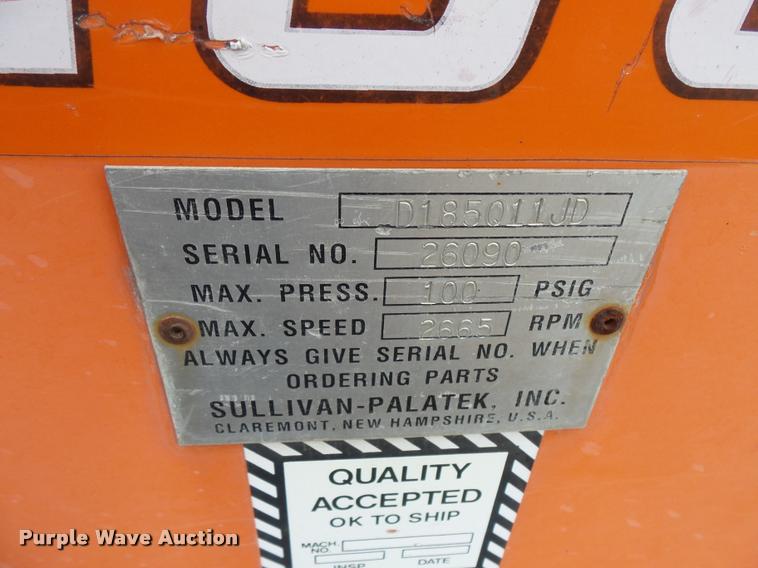 MODEL D185Q11JD
SERIAL NO. 26090
MAX. PRESS. 100 PSIG
MAX. SPEED 2665 RPM
ALWAYS GIVE SERIAL NO. WHEN
ORDERING PARTS
SULLIVAN-PALATEK, INC.
CLAREMONT, NEW HAMPSHIRE, U.S.A.
QUALITY
ACCEPTED
OK TO SHIP
MACH.
NO.
INSP. DATE
Purple Wave Auction